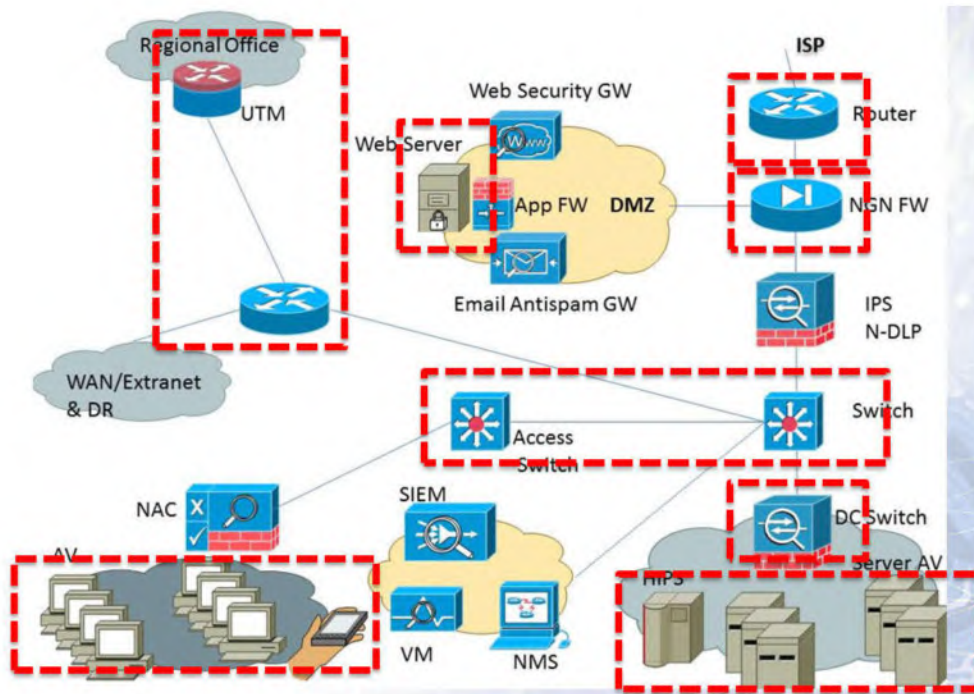 Regional Office
UTM
ISP
Web Security GW
Router
Web Server
Www
App FW
DMZ
NGN FW
Email Antispam GW
IPS
N-DLP
WAN/Extranet
& DR
Access
Switch
Switch
NAC
X
SIEM
DC Switch
AV
HIPS
Server AV
VM
NMS